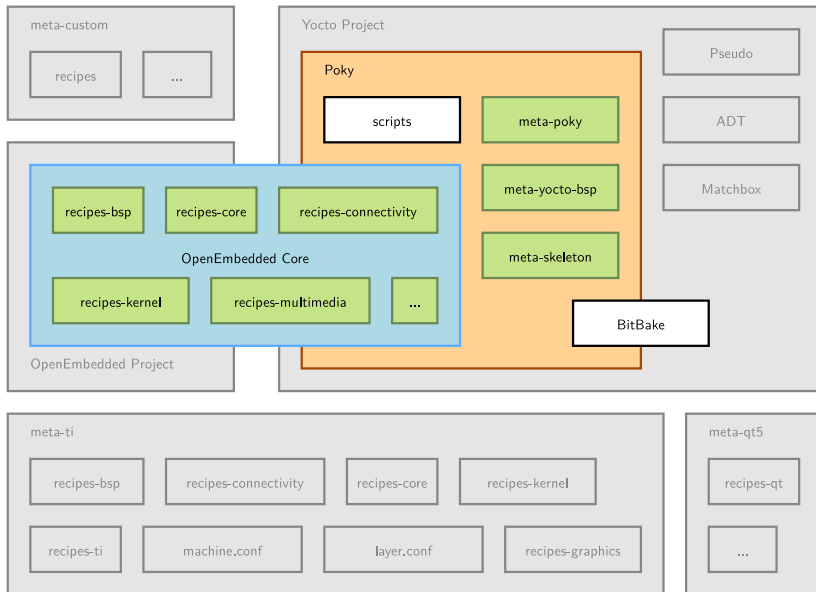 meta-custom
recipes
...
Yocto Project
Poky
scripts
meta-poky
meta-yocto-bsp
meta-skeleton
BitBake
Pseudo
ADT
Matchbox
recipes-bsp
recipes-core
recipes-connectivity
OpenEmbedded Core
recipes-kernel
recipes-multimedia
...
OpenEmbedded Project
meta-ti
recipes-bsp
recipes-connectivity
recipes-core
recipes-kernel
recipes-ti
machine.conf
layer.conf
recipes-graphics
meta-qt5
recipes-qt
...